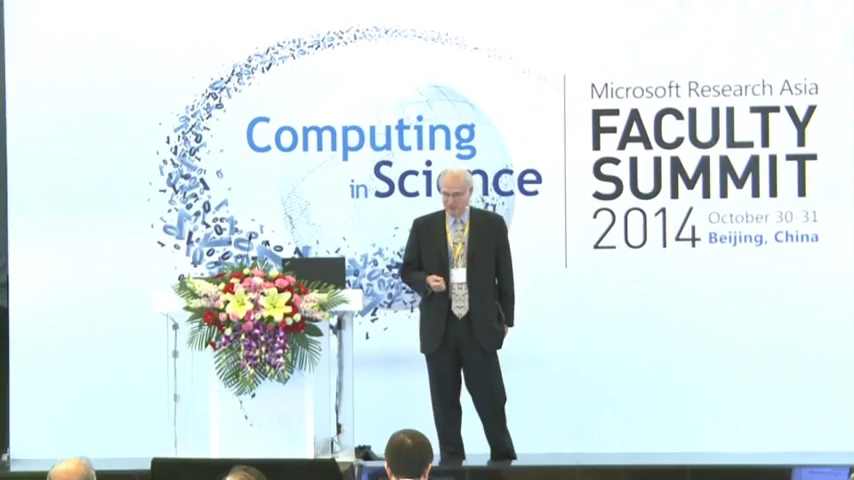 Computing
in Science
Microsoft Research Asia
FACULTY
SUMMIT
2014 October 30-31
Beijing, China